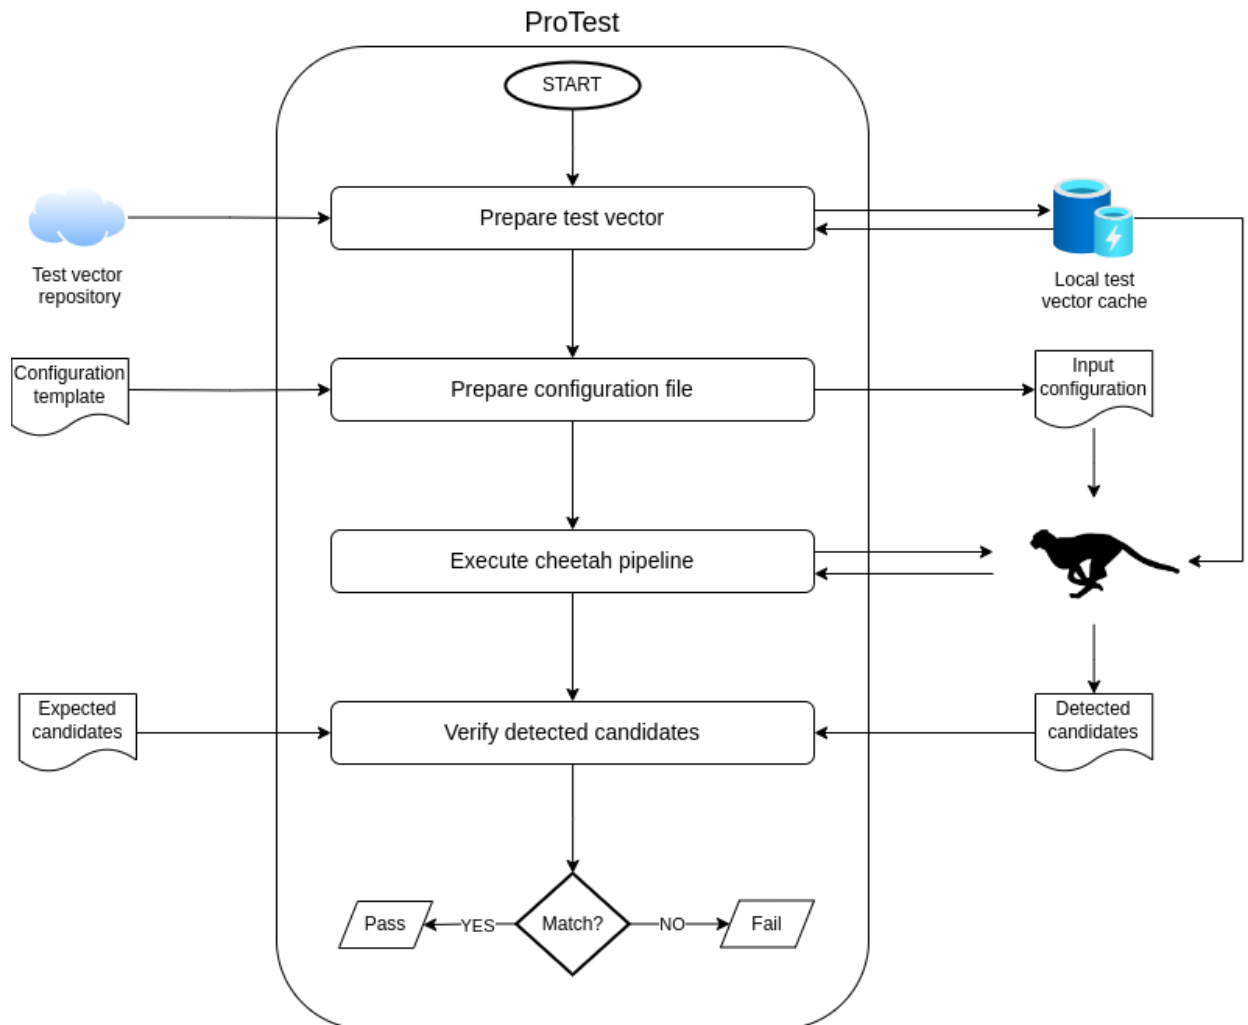 ProTest
START
Prepare test vector
Test vector
repository
Local test
vector cache
Configuration
template
Prepare configuration file
Input
configuration
Execute cheetah pipeline
Expected
candidates
Verify detected candidates
Detected
candidates
Pass
YES
Match?
NO
Fail